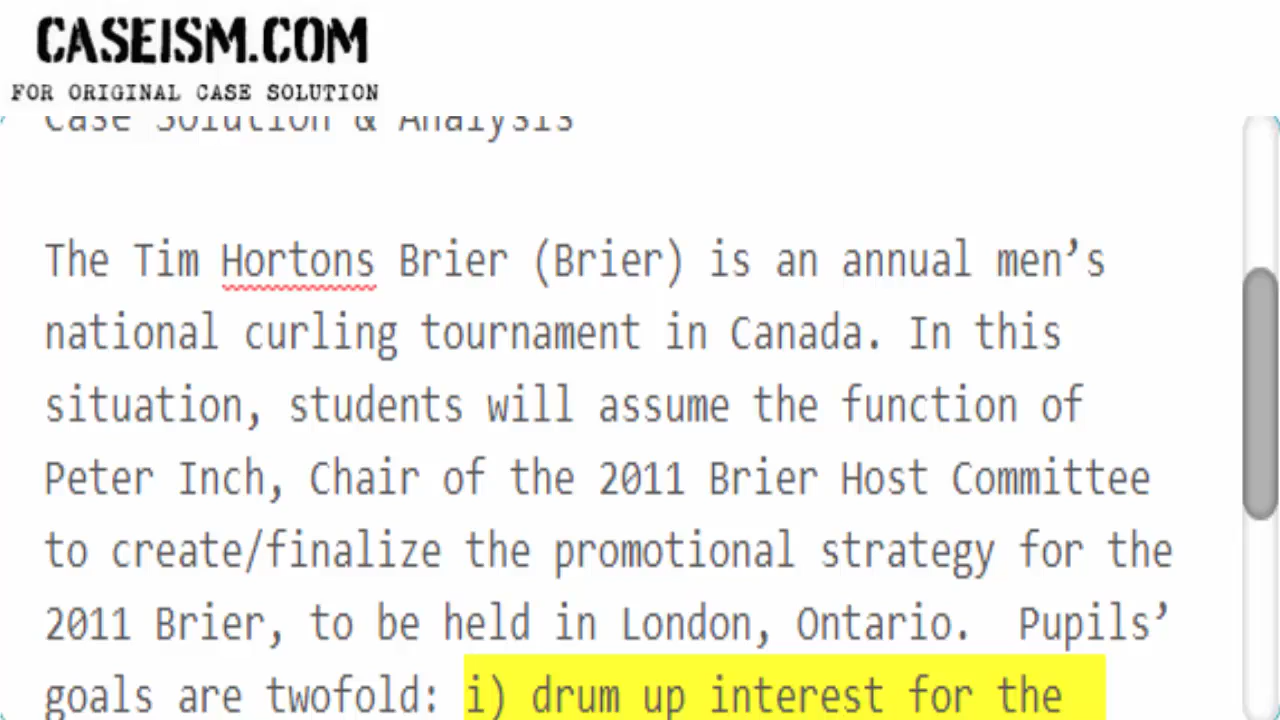 CASEISM.COM
FOR ORIGINAL CASE SOLUTION
Case Solution & Analysis
The Tim Hortons Brier (Brier) is an annual men’s
national curling tournament in Canada. In this
situation, students will assume the function of
Peter Inch, Chair of the 2011 Brier Host Committee
to create/finalize the promotional strategy for the
2011 Brier, to be held in London, Ontario.  Pupils’
goals are twofold: i) drum up interest for the